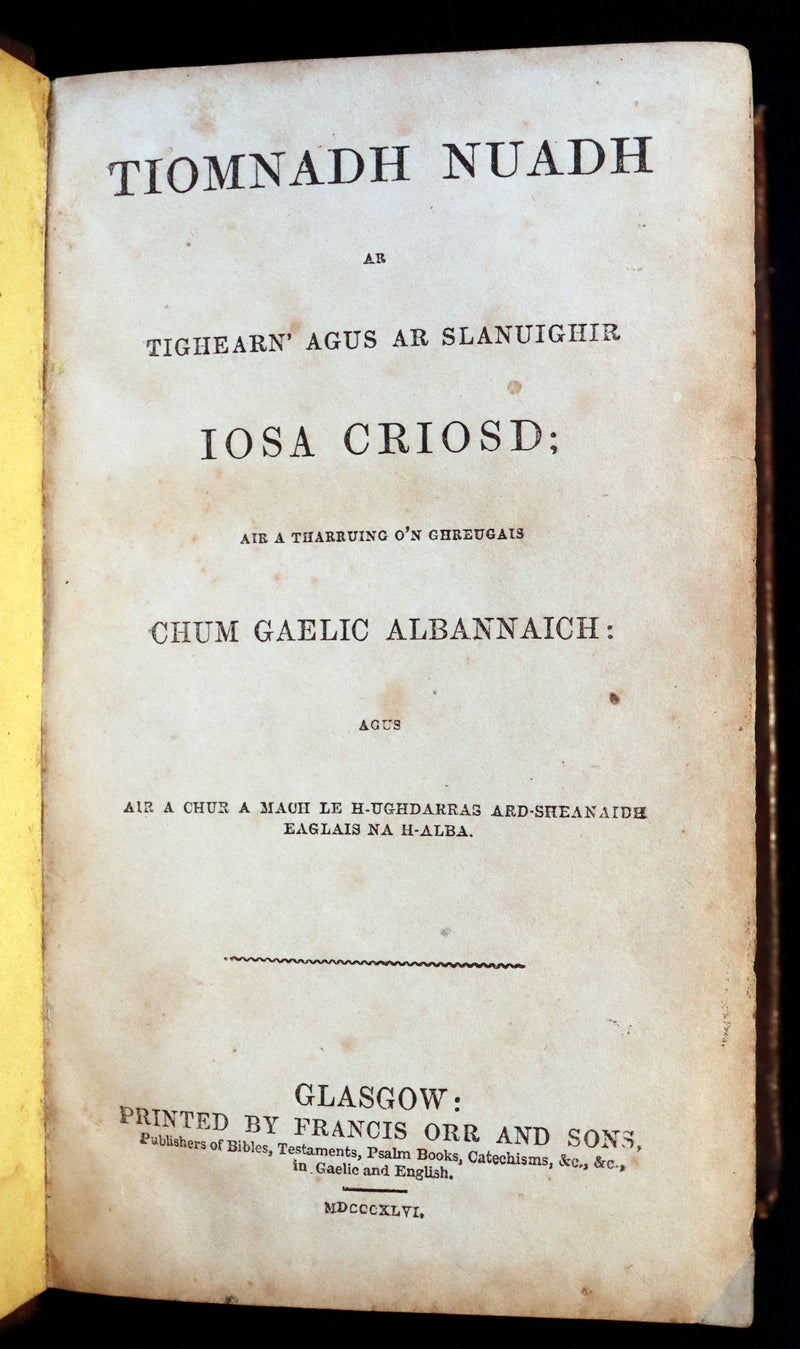 TIOMNADH NUADH
AR
TIGHEARN' AGUS AR SLANUIGHIR
IOSA CRIOSD;
AIR A THARRUING O'N GHREUGAIS
CHUM GAELIC ALBANNAICH:
AGUS
AIR A CHUR A MACH LE H-UGHDARRAS ARD-SHEANAIDH
EAGLAIS NA H-ALBA.
GLASGOW:
PRINTED BY FRANCIS ORR AND SONS,
Publishers of Bibles, Testaments, Psalm Books, Catechisms, &c., &c.,
in Gaelic and English.
MDCCCXLVI.